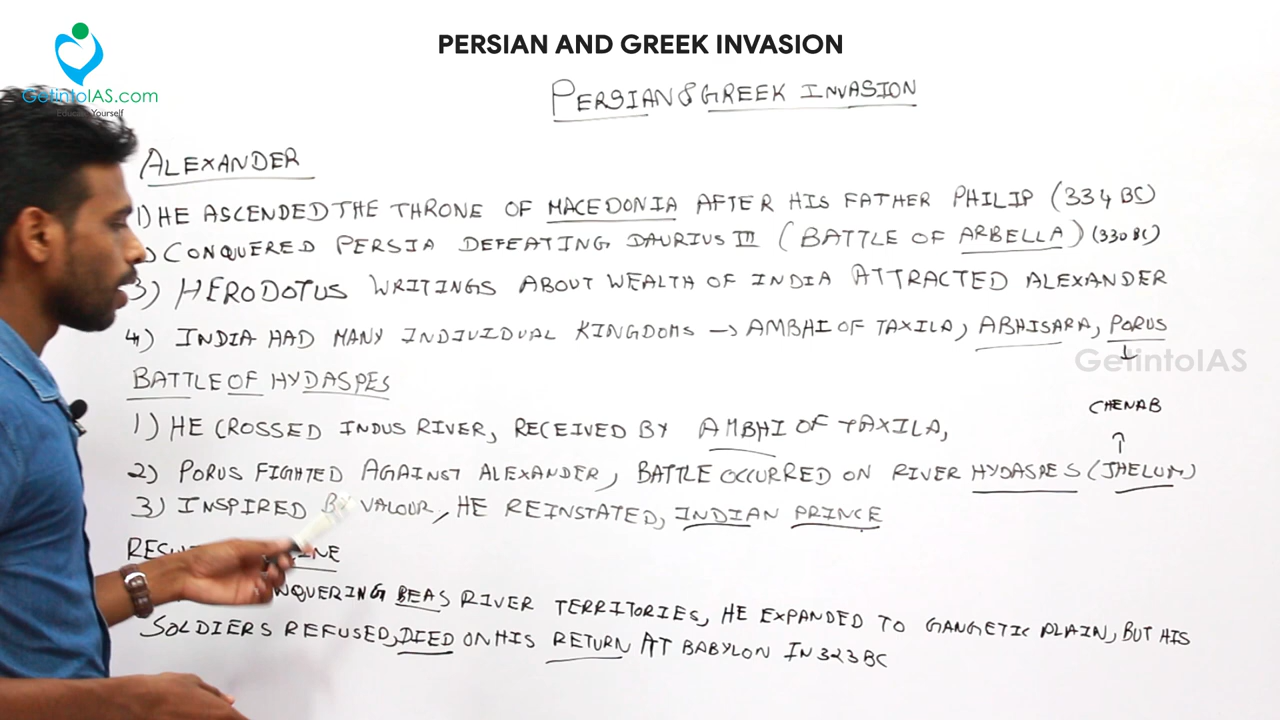 PERSIAN AND GREEK INVASION
GetintoIAS.com
Yourself
PERSIAN & GREEK INVASION
ALEXANDER
1) HE ASCENDED THE THRONE OF MACEDONIA AFTER HIS FATHER PHILIP (334 BC)
) CONQUERED PERSIA DEFEATING DAURIUS III (BATTLE OF ARBELLA) (330 BC)
3) HERODOTUS WRITINGS ABOUT WEALTH OF INDIA ATTRACTED ALEXANDER
4) INDIA HAD MANY INDIVIDUAL KINGDOMS → AMBHI OF TAXILA, ABHISARA, PORUS
↓
GetintoIAS
BATTLE OF HYDASPES
CHENAB
↑
1) HE CROSSED INDUS RIVER, RECEIVED BY AMBHI OF TAXILA,
2) PORUS FIGHTED AGAINST ALEXANDER, BATTLE OCCURRED ON RIVER HYDASPES (JHELUM)
3) INSPIRED BY VALOUR, HE REINSTATED, INDIAN PRINCE
BEAS RIVER TERRITORIES, HE EXPANDED TO GANGETIC PLAIN, BUT HIS
SOLDIERS REFUSED, DIED ON HIS RETURN AT BABYLON IN 323 BC